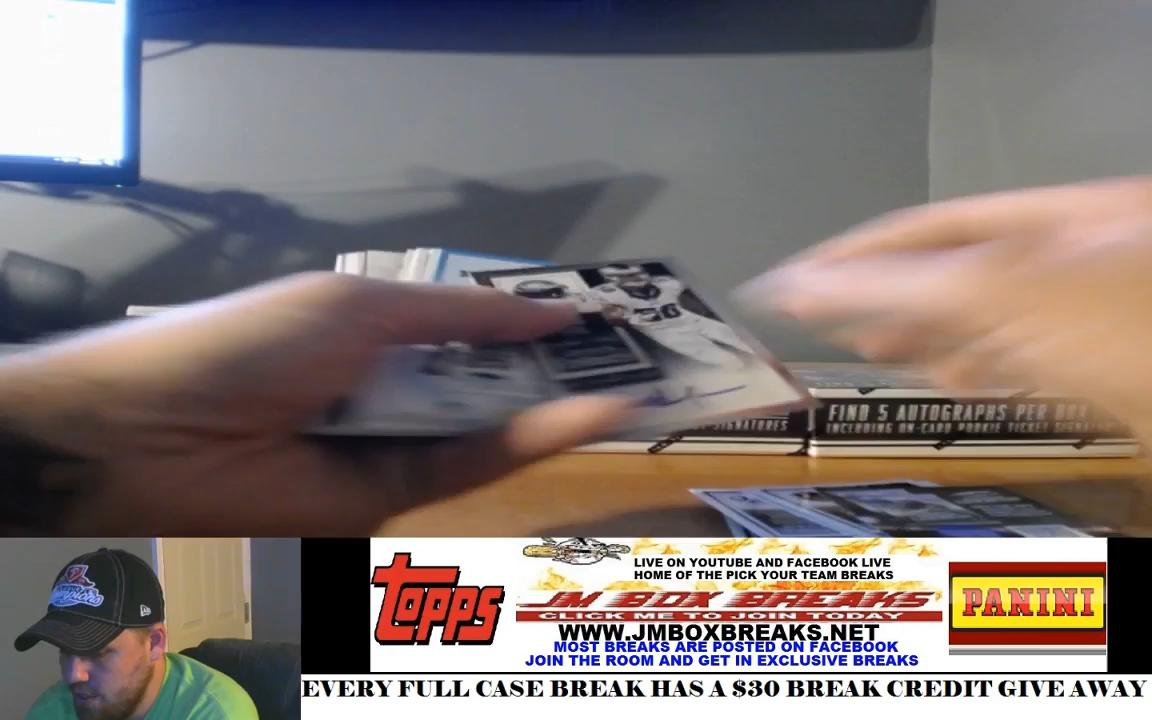 36
SIGNATURES
FIND 5 AUTOGRAPHS PER BOX
INCLUDING ON-CARD ROOKIE TICKET
topps
LIVE ON YOUTUBE AND FACEBOOK LIVE
HOME OF THE PICK YOUR TEAM BREAKS
JM BOX BREAKS
CLICK ME TO JOIN TODAY
WWW.JMBOXBREAKS.NET
MOST BREAKS ARE POSTED ON FACEBOOK
JOIN THE ROOM AND GET IN EXCLUSIVE BREAKS
PANINI
EVERY FULL CASE BREAK HAS A $30 BREAK CREDIT GIVE AWAY